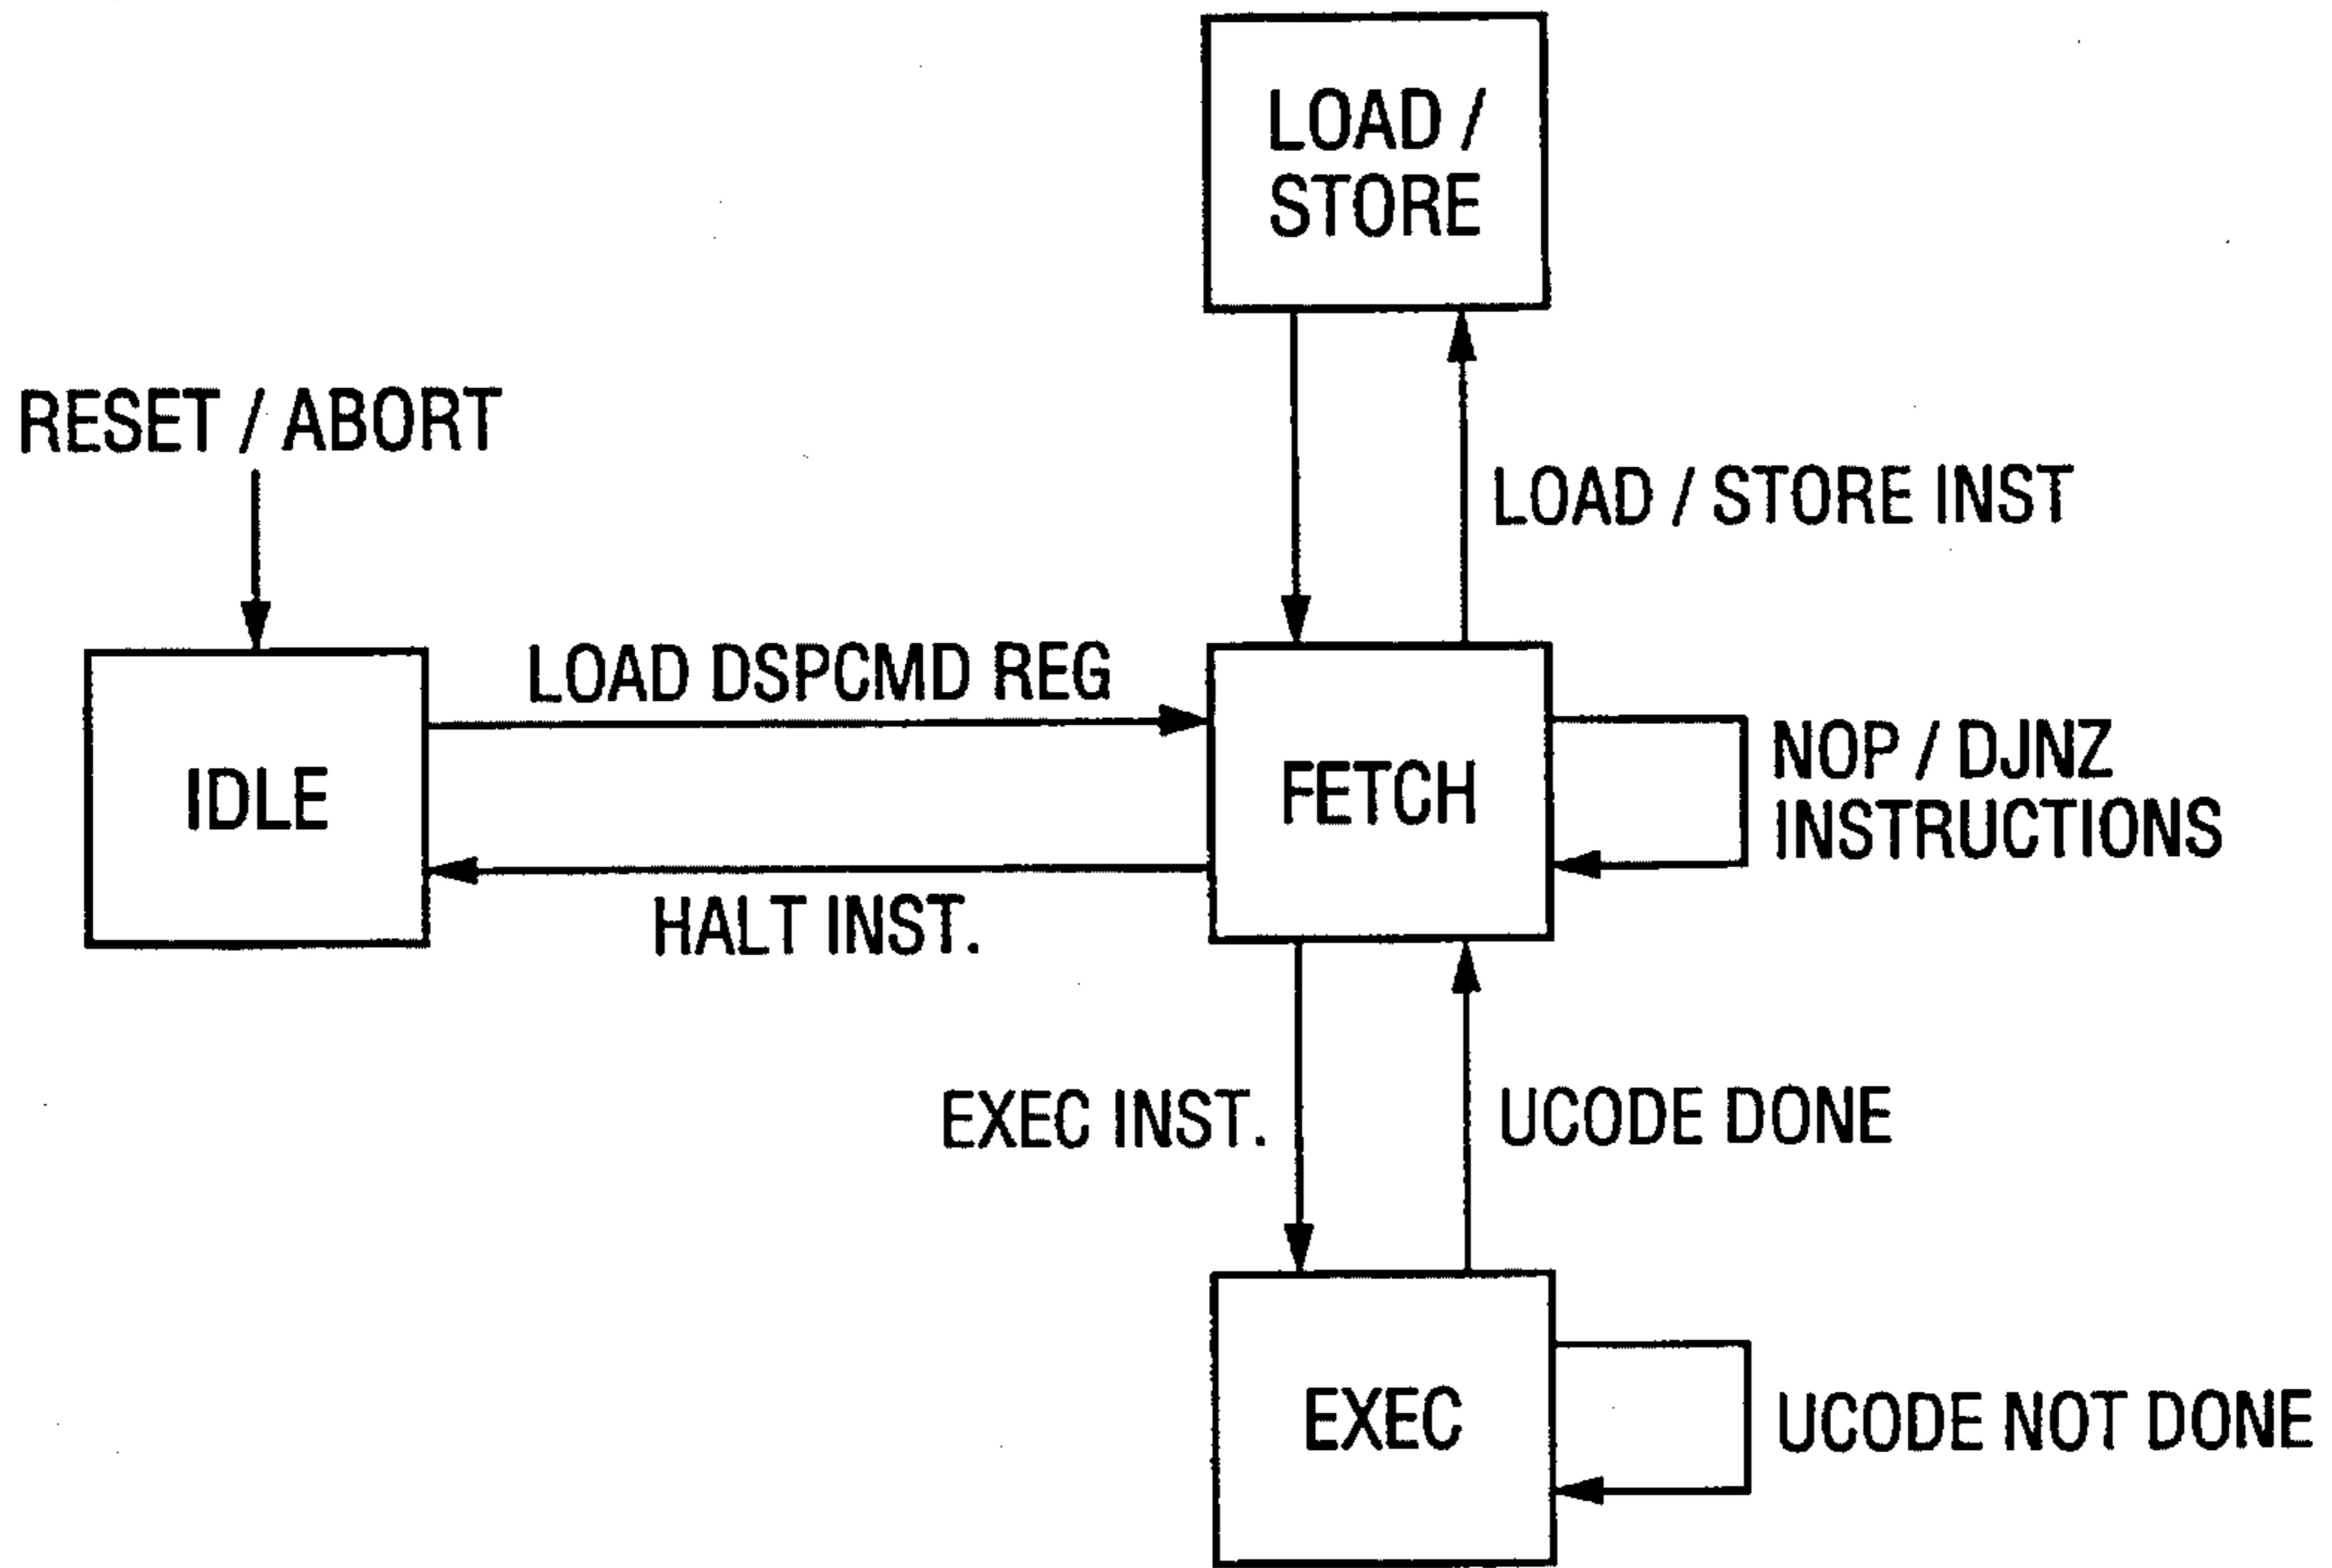 LOAD /
STORE
RESET / ABORT
LOAD / STORE INST
LOAD DSPCMD REG
IDLE
FETCH
NOP / DJNZ
INSTRUCTIONS
HALT INST.
EXEC INST.
UCODE DONE
EXEC
UCODE NOT DONE